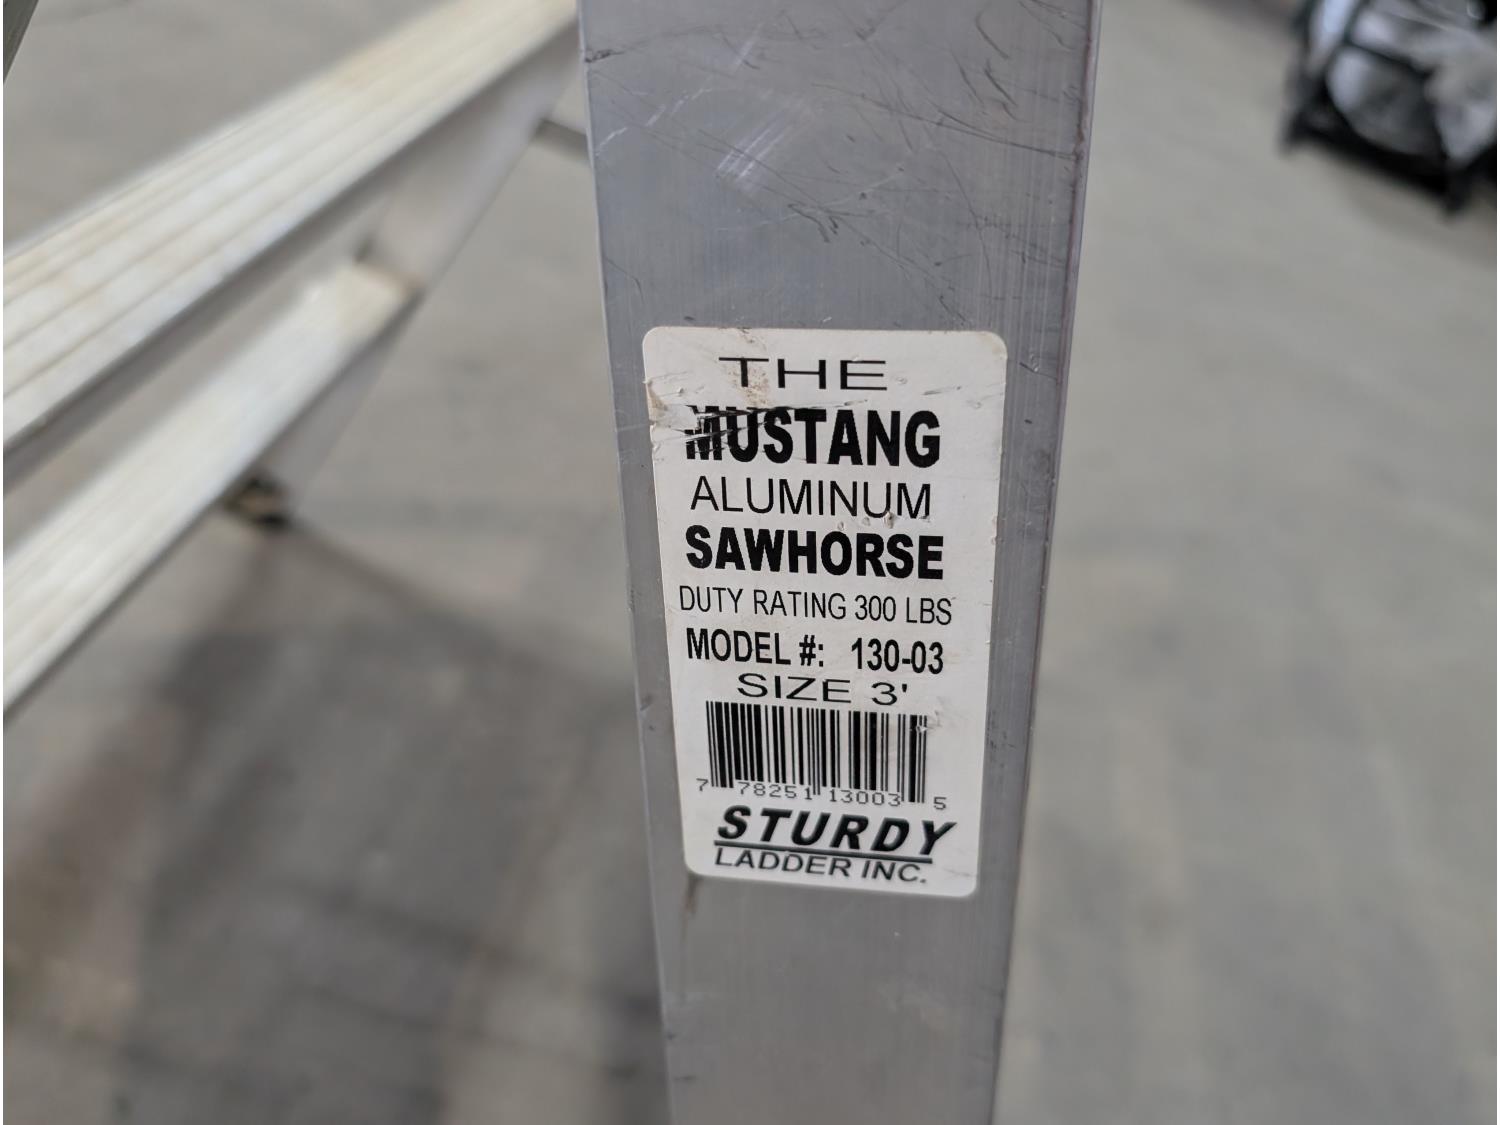 THE
MUSTANG
ALUMINUM
SAWHORSE
DUTY RATING 300 LBS
MODEL #: 130-03
SIZE 3'
7 78251 13003 5
STURDY
LADDER INC.